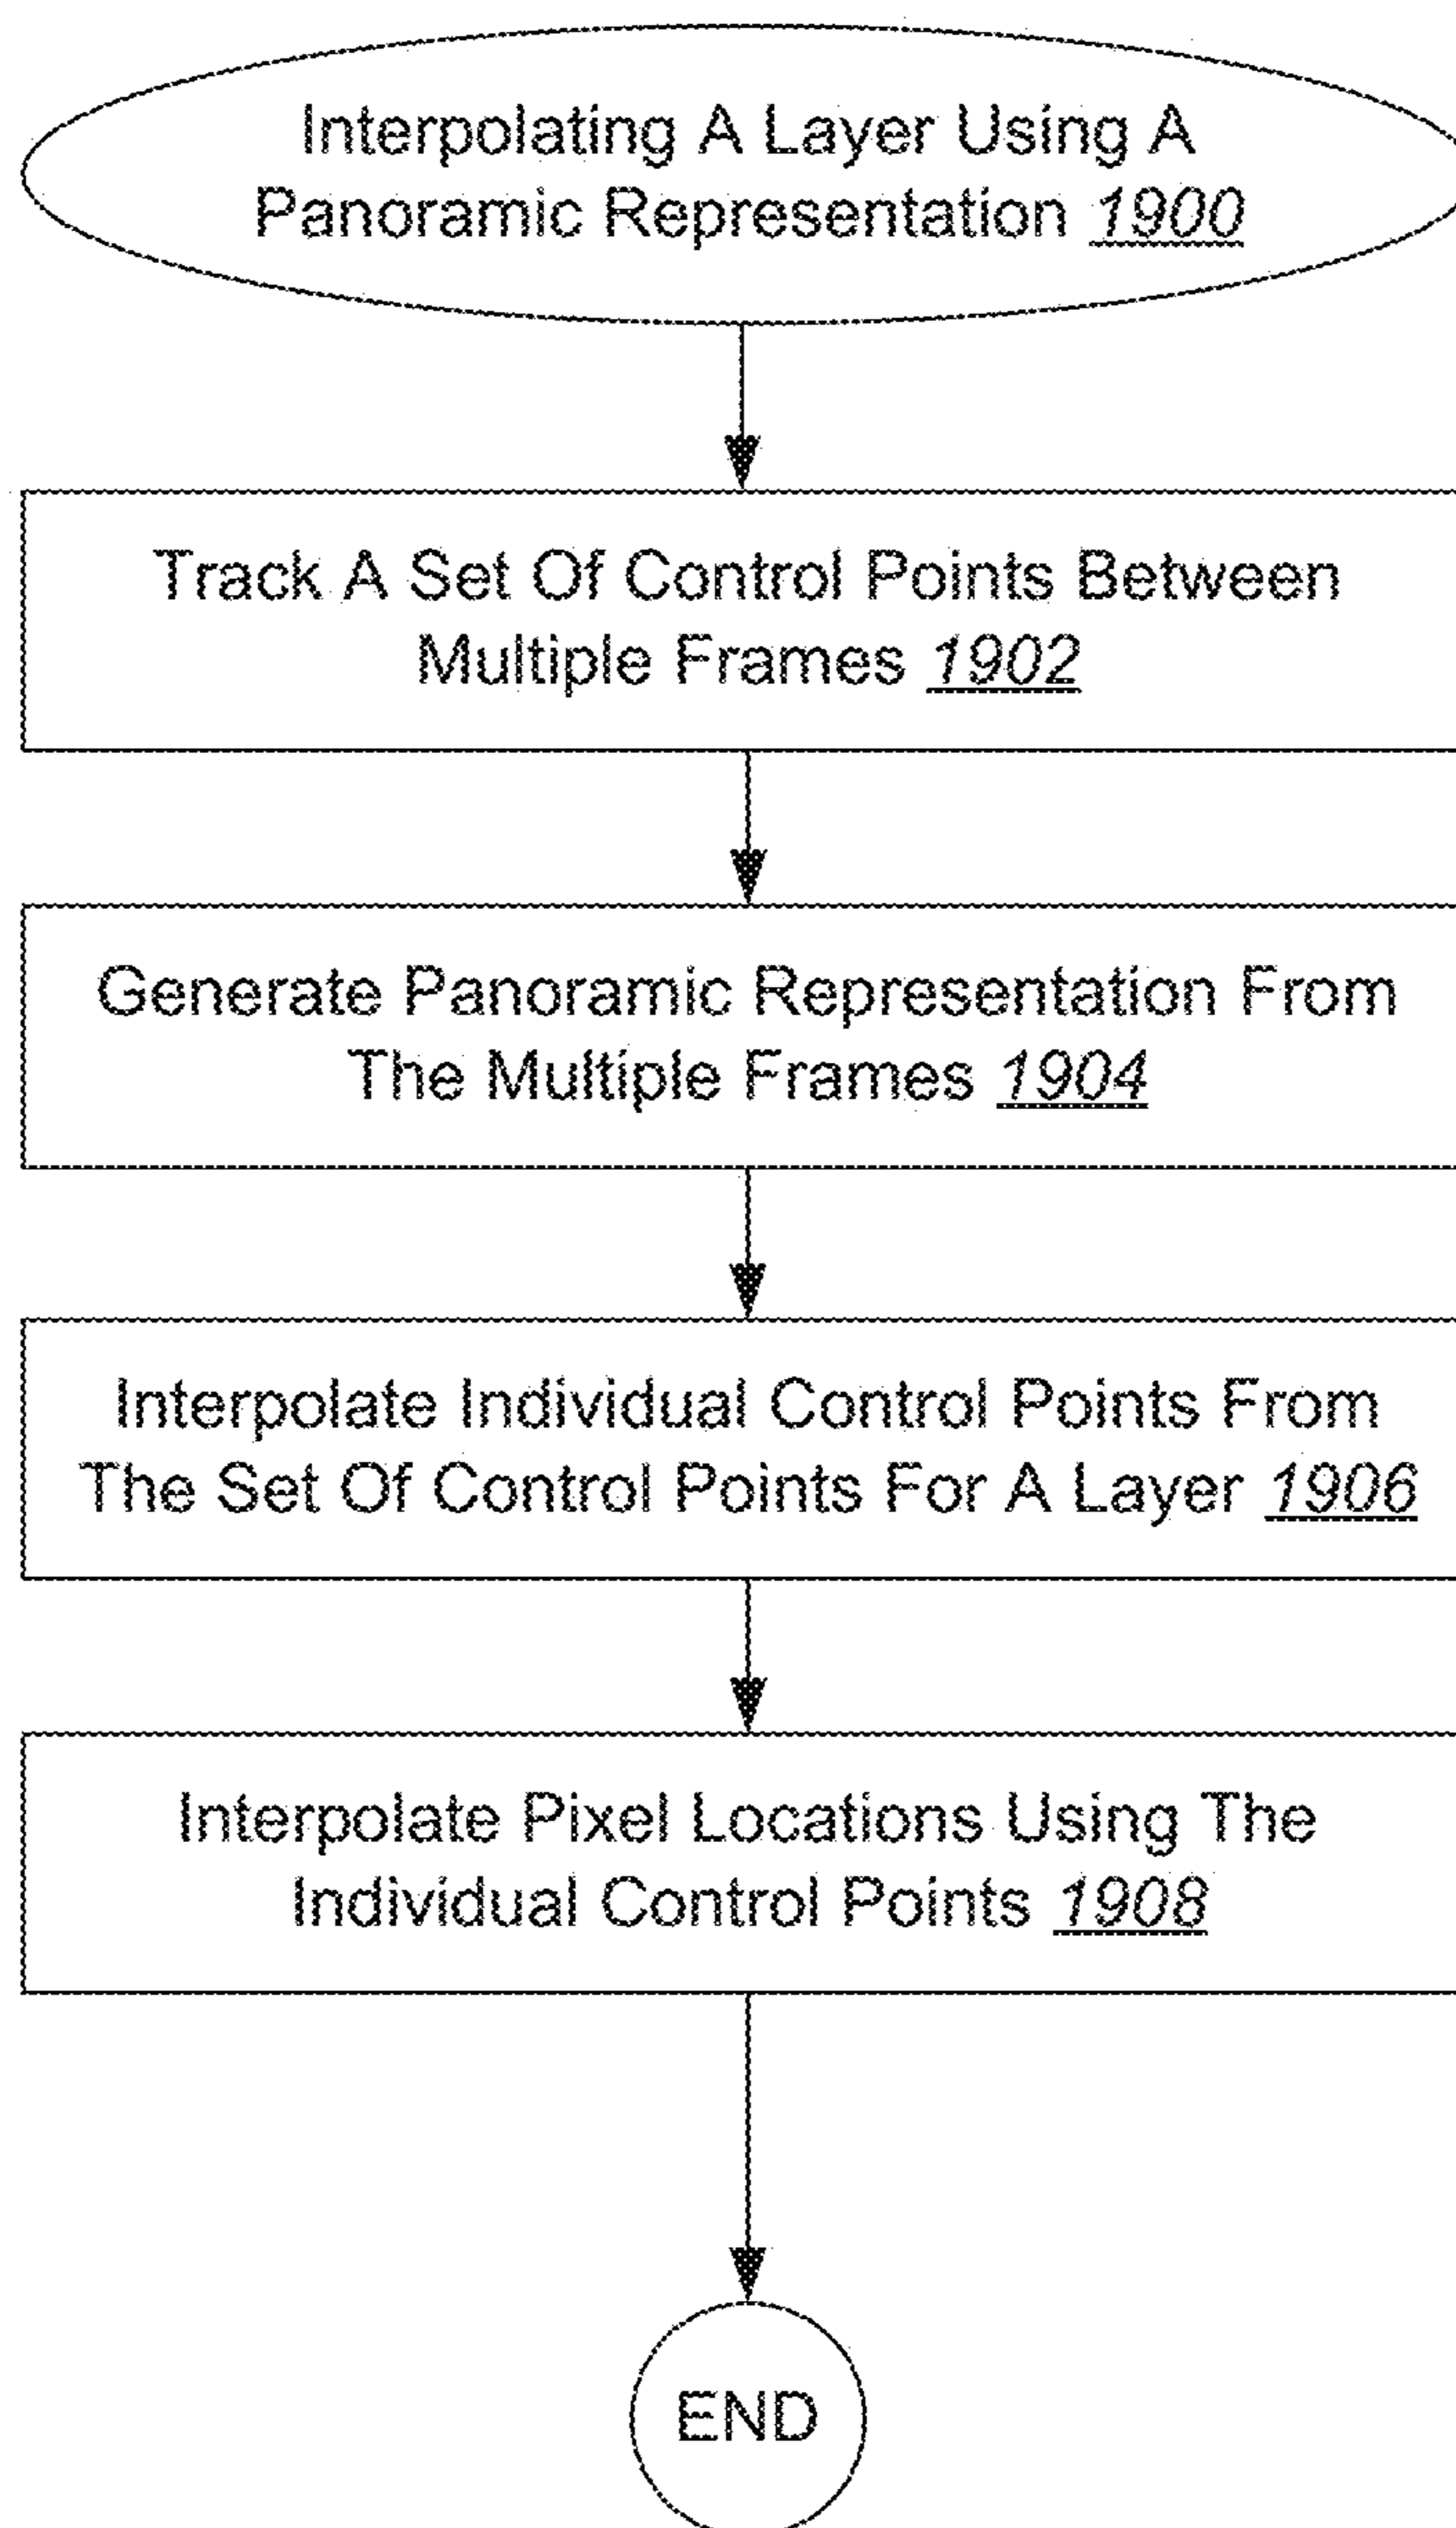 Interpolating A Layer Using A
Panoramic Representation 1900
Track A Set Of Control Points Between
Multiple Frames 1902
Generate Panoramic Representation From
The Multiple Frames 1904
Interpolate Individual Control Points From
The Set Of Control Points For A Layer 1906
Interpolate Pixel Locations Using The
Individual Control Points 1908
END